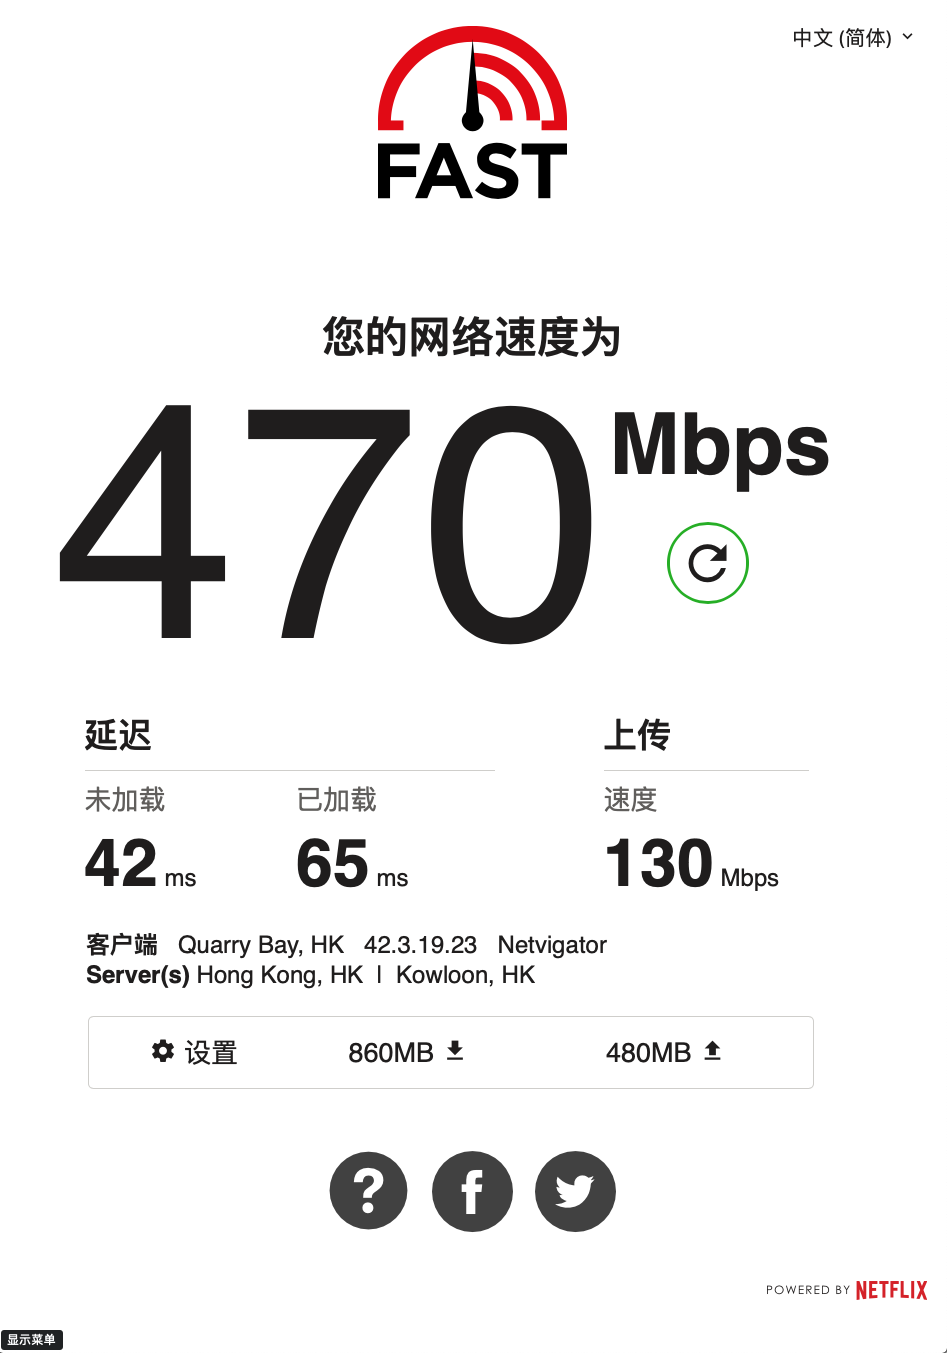 中文 (简体)
FAST
您的网络速度为
470 Mbps
延迟 上传
未加载 已加载 速度
42 ms 65 ms 130 Mbps
客户端 Quarry Bay, HK 42.3.19.23 Netvigator
Server(s) Hong Kong, HK | Kowloon, HK
设置 860MB 480MB
POWERED BY NETFLIX
显示菜单